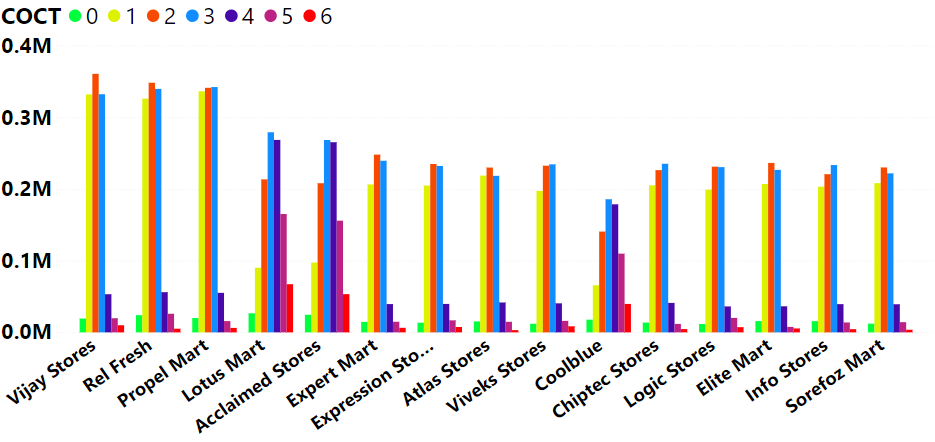 COCT 0 1 2 3 4 5 6
0.4M
0.3M
0.2M
0.1M
0.0M
Vijay Stores
Rel Fresh
Propel Mart
Lotus Mart
Acclaimed Stores
Expert Mart
Expression Sto...
Atlas Stores
Viveks Stores
Coolblue
Chiptec Stores
Logic Stores
Elite Mart
Info Stores
Sorefoz Mart